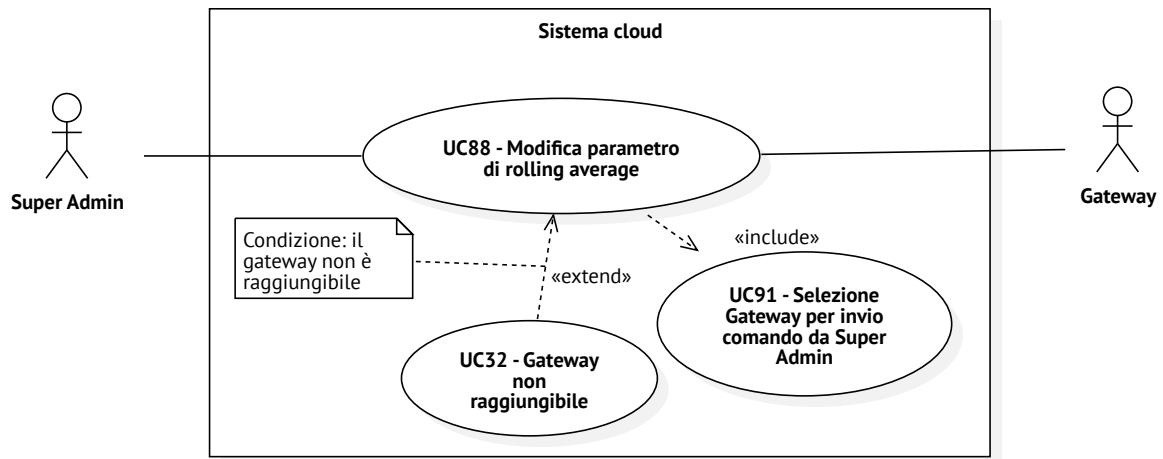 Sistema cloud
Super Admin
UC88 - Modifica parametro
di rolling average
Gateway
Condizione: il
gateway non è
raggiungibile
«extend»
«include»
UC91 - Selezione
Gateway per invio
comando da Super
Admin
UC32 - Gateway
non
raggiungibile